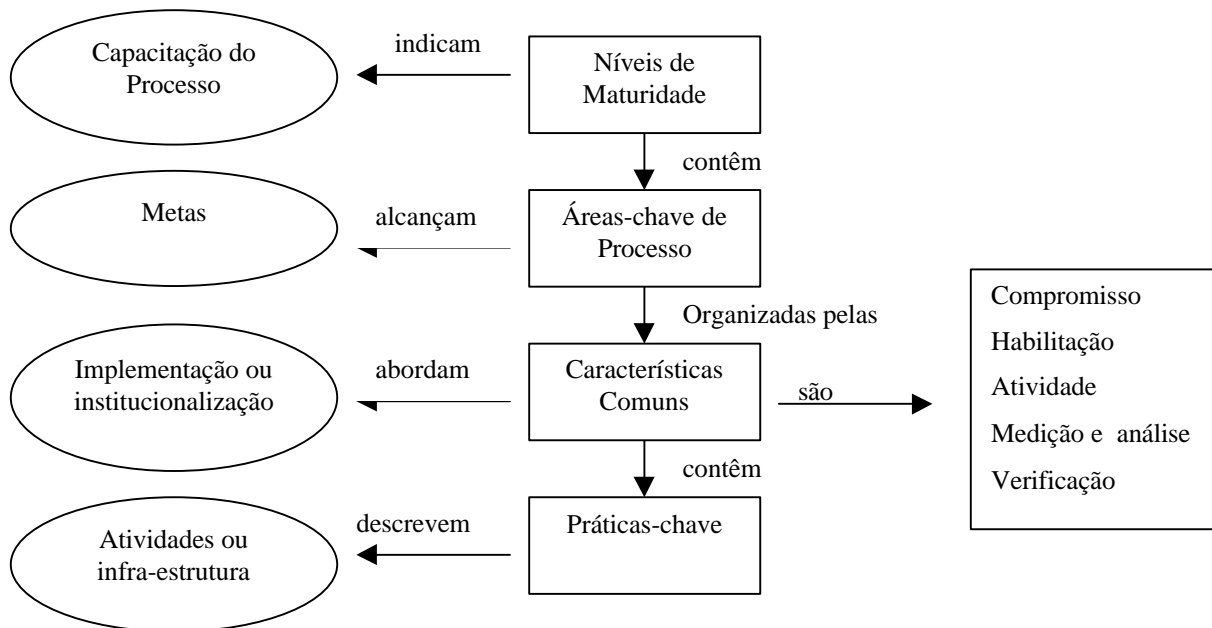 Capacitação do
Processo
indicam
Níveis de
Maturidade
contêm
Metas
alcançam
Áreas-chave de
Processo
Organizadas pelas
Implementação ou
institucionalização
abordam
Características
Comuns
são
Compromisso
Habilitação
Atividade
Medição e análise
Verificação
contêm
Atividades ou
infra-estrutura
descrevem
Práticas-chave